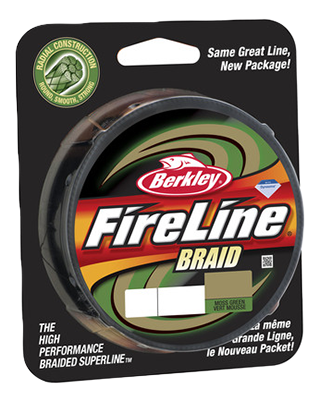 RADIAL CONSTRUCTION
ROUND, SMOOTH, STRONG
Same Great Line,
New Package!
Berkley
FireLine
BRAID
MOSS GREEN
VERT MOUSSE
THE
HIGH
PERFORMANCE
BRAIDED SUPERLINE™
la même
Grande Ligne,
le Nouveau Packet!